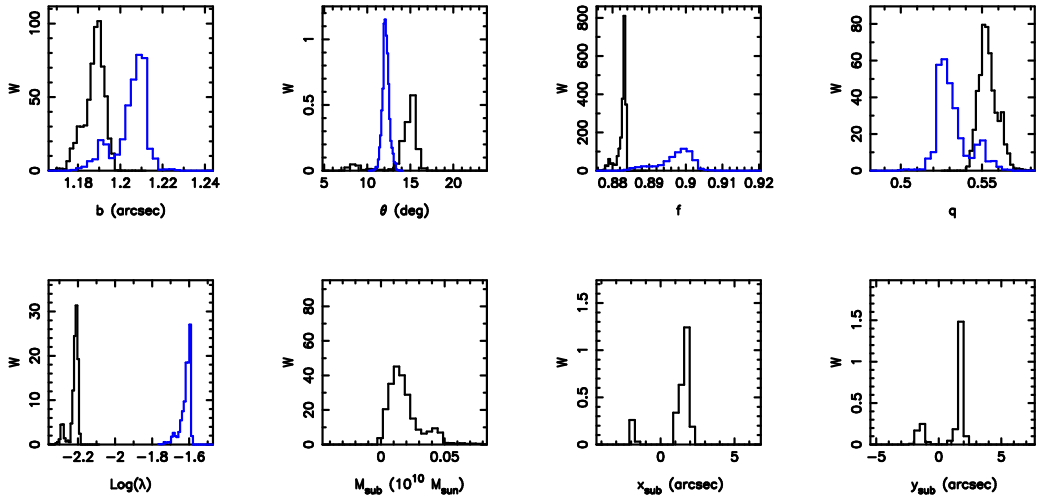 W 0 50 100
1.18 1.2 1.22 1.24
b (arcsec)
W 0 0.5 1
5 10 15 20
θ (deg)
W 0 200 400 600 800
0.88 0.89 0.9 0.91 0.92
f
W 0 20 40 60 80
0.5 0.55
q
W 0 10 20 30
−2.2 −2 −1.8 −1.6
Log(λ)
W 0 20 40 60 80
0 0.05
M_sub (10^10 M_sun)
W 0 0.5 1 1.5
0 5
x_sub (arcsec)
W 0 0.5 1 1.5
−5 0 5
y_sub (arcsec)